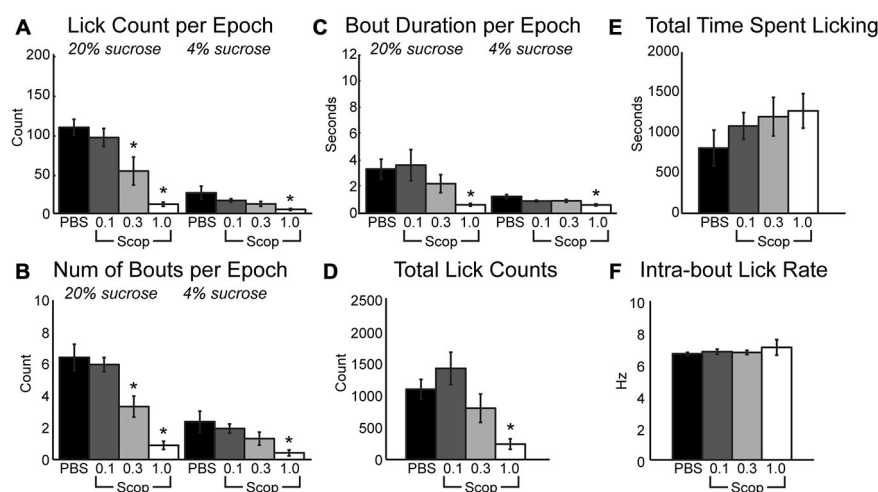 A Lick Count per Epoch
20% sucrose 4% sucrose
200
150
100
50
0
Count
* * *
PBS 0.1 0.3 1.0 PBS 0.1 0.3 1.0
Scop Scop
B Num of Bouts per Epoch
20% sucrose 4% sucrose
10
8
6
4
2
0
Count
* * *
PBS 0.1 0.3 1.0 PBS 0.1 0.3 1.0
Scop Scop
C Bout Duration per Epoch
20% sucrose 4% sucrose
12
10
8
6
4
2
0
Seconds
* *
PBS 0.1 0.3 1.0 PBS 0.1 0.3 1.0
Scop Scop
D Total Lick Counts
2500
2000
1500
1000
500
0
Count
*
PBS 0.1 0.3 1.0
Scop
E Total Time Spent Licking
2000
1500
1000
500
0
Seconds
PBS 0.1 0.3 1.0
Scop
F Intra-bout Lick Rate
10
8
6
4
2
0
Hz
PBS 0.1 0.3 1.0
Scop